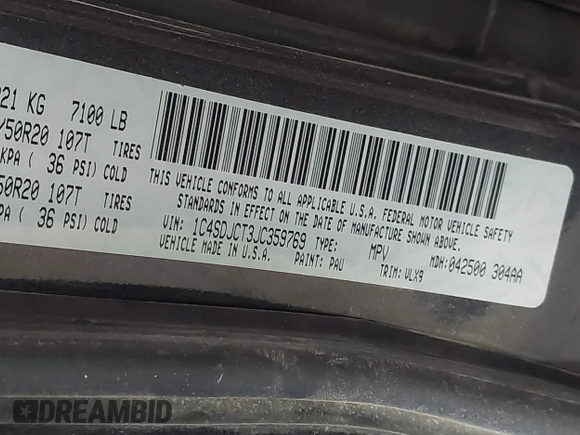 021 KG 7100 LB
/50R20 107T TIRES
KPA ( 36 PSI) COLD
50R20 107T TIRES
PA ( 36 PSI) COLD
THIS VEHICLE CONFORMS TO ALL APPLICABLE U.S.A. FEDERAL MOTOR VEHICLE SAFETY
STANDARDS IN EFFECT ON THE DATE OF MANUFACTURE SHOWN ABOVE.
VIN: 1C4SDJCT3JC359769 TYPE: MPV MDH: 042500 304AA
VEHICLE MADE IN U.S.A. PAINT: PAU TRIM: VLX9
DREAMBID